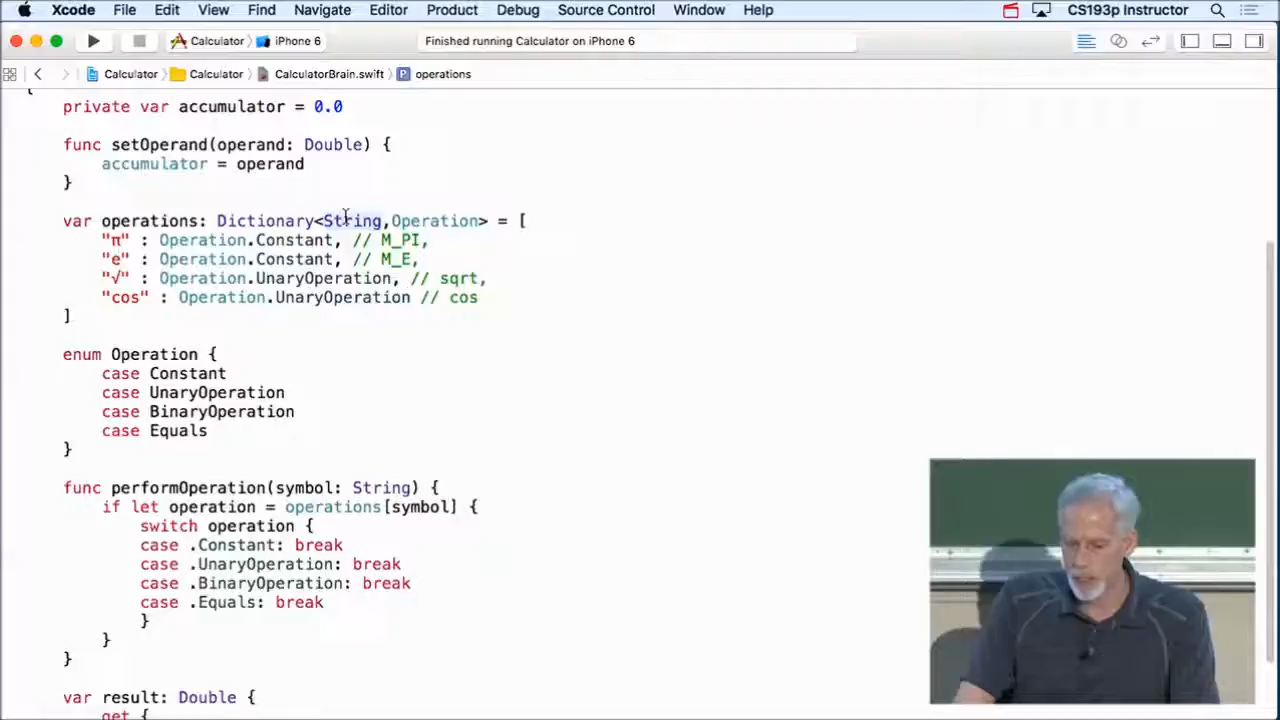 Xcode File Edit View Find Navigate Editor Product Debug Source Control Window Help CS193p Instructor
Calculator iPhone 6 Finished running Calculator on iPhone 6
Calculator Calculator CalculatorBrain.swift P operations
{
private var accumulator = 0.0
func setOperand(operand: Double) {
accumulator = operand
}
var operations: Dictionary<String,Operation> = [
"π" : Operation.Constant, // M_PI,
"e" : Operation.Constant, // M_E,
"√" : Operation.UnaryOperation, // sqrt,
"cos" : Operation.UnaryOperation // cos
]
enum Operation {
case Constant
case UnaryOperation
case BinaryOperation
case Equals
}
func performOperation(symbol: String) {
if let operation = operations[symbol] {
switch operation {
case .Constant: break
case .UnaryOperation: break
case .BinaryOperation: break
case .Equals: break
}
}
}
var result: Double {
get {